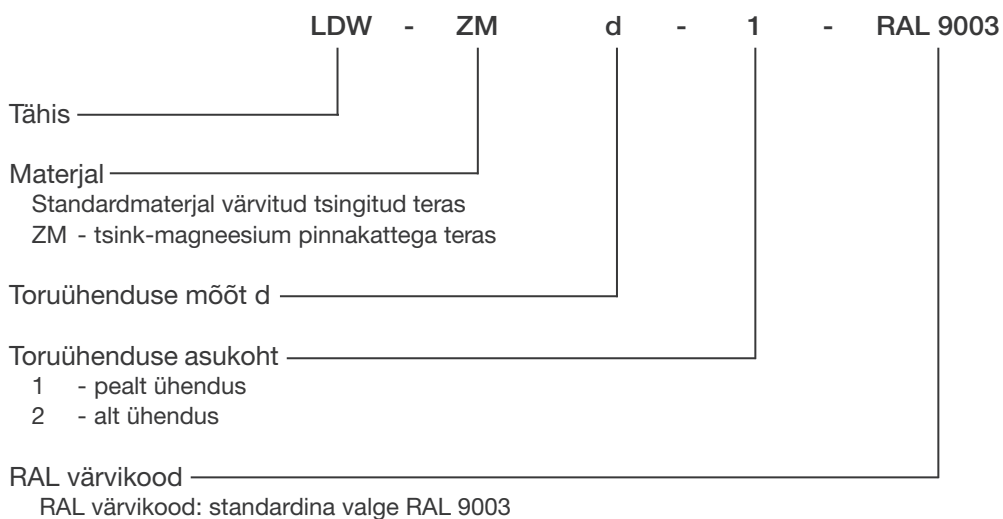 LDW - ZM d - 1 - RAL 9003
Tähis
Materjal
Standardmaterjal värvitud tsingitud teras
ZM - tsink-magneesium pinnakattega teras
Toruühenduse mõõt d
Toruühenduse asukoht
1 - pealt ühendus
2 - alt ühendus
RAL värvikood
RAL värvikood: standardina valge RAL 9003